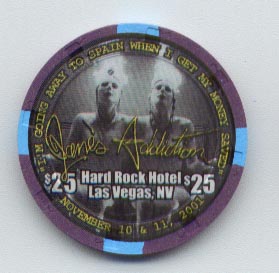 "I'M GOING AWAY TO SPAIN WHEN I GET MY MONEY SAVED"
Jane's Addiction
$25 Hard Rock Hotel $25
Las Vegas, NV
NOVEMBER 10 & 11, 2001